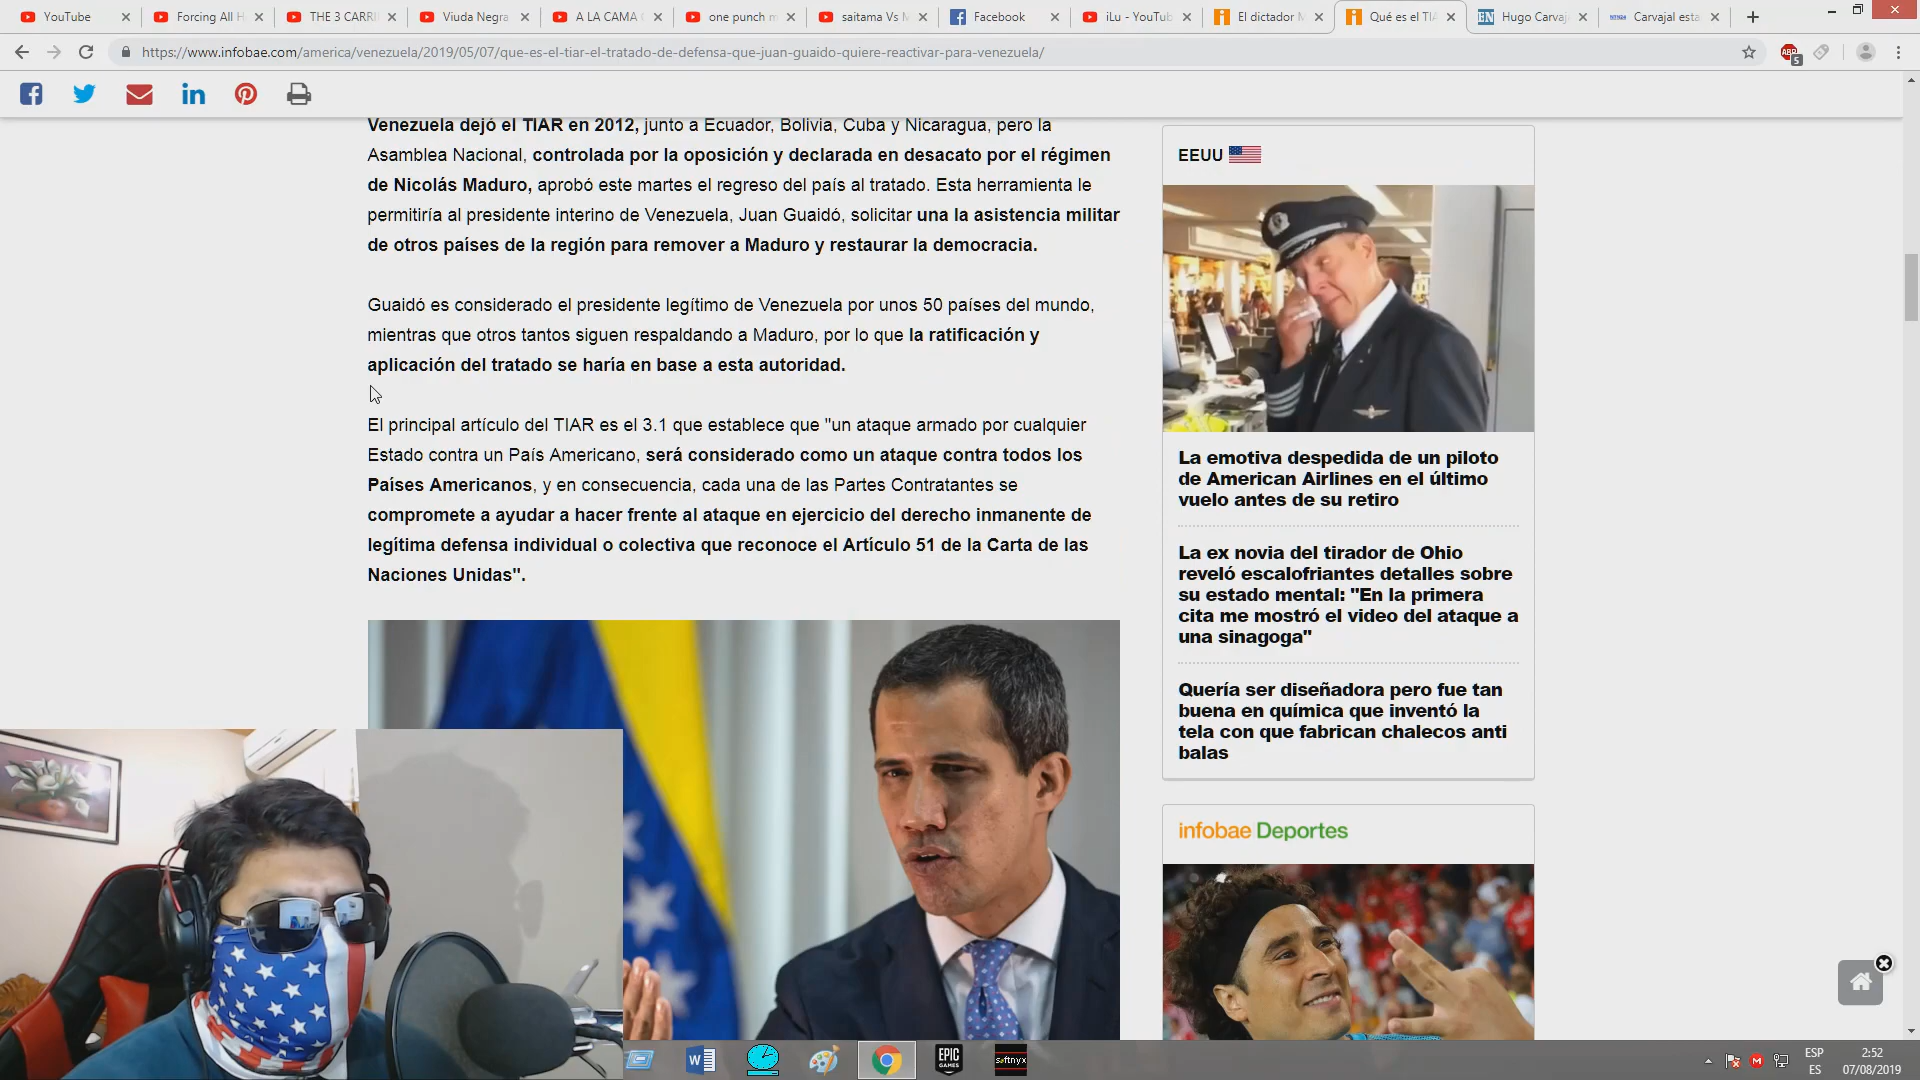 YouTube
Forcing All H
THE 3 CARRI
Viuda Negra
A LA CAMA
one punch m
saitama Vs M
Facebook
iLu - YouTub
El dictador M
Qué es el TIA
Hugo Carvaj
Carvajal esta
https://www.infobae.com/america/venezuela/2019/05/07/que-es-el-tiar-el-tratado-de-defensa-que-juan-guaido-quiere-reactivar-para-venezuela/
Venezuela dejó el TIAR en 2012, junto a Ecuador, Bolivia, Cuba y Nicaragua, pero la
Asamblea Nacional, controlada por la oposición y declarada en desacato por el régimen
de Nicolás Maduro, aprobó este martes el regreso del país al tratado. Esta herramienta le
permitiría al presidente interino de Venezuela, Juan Guaidó, solicitar una la asistencia militar
de otros países de la región para remover a Maduro y restaurar la democracia.
Guaidó es considerado el presidente legítimo de Venezuela por unos 50 países del mundo,
mientras que otros tantos siguen respaldando a Maduro, por lo que la ratificación y
aplicación del tratado se haría en base a esta autoridad.
El principal artículo del TIAR es el 3.1 que establece que "un ataque armado por cualquier
Estado contra un País Americano, será considerado como un ataque contra todos los
Países Americanos, y en consecuencia, cada una de las Partes Contratantes se
compromete a ayudar a hacer frente al ataque en ejercicio del derecho inmanente de
legítima defensa individual o colectiva que reconoce el Artículo 51 de la Carta de las
Naciones Unidas".
EEUU
La emotiva despedida de un piloto
de American Airlines en el último
vuelo antes de su retiro
La ex novia del tirador de Ohio
reveló escalofriantes detalles sobre
su estado mental: "En la primera
cita me mostró el video del ataque a
una sinagoga"
Quería ser diseñadora pero fue tan
buena en química que inventó la
tela con que fabrican chalecos anti
balas
infobae Deportes
EPIC
GAMES
softnyx
ESP
ES
2:52
07/08/2019